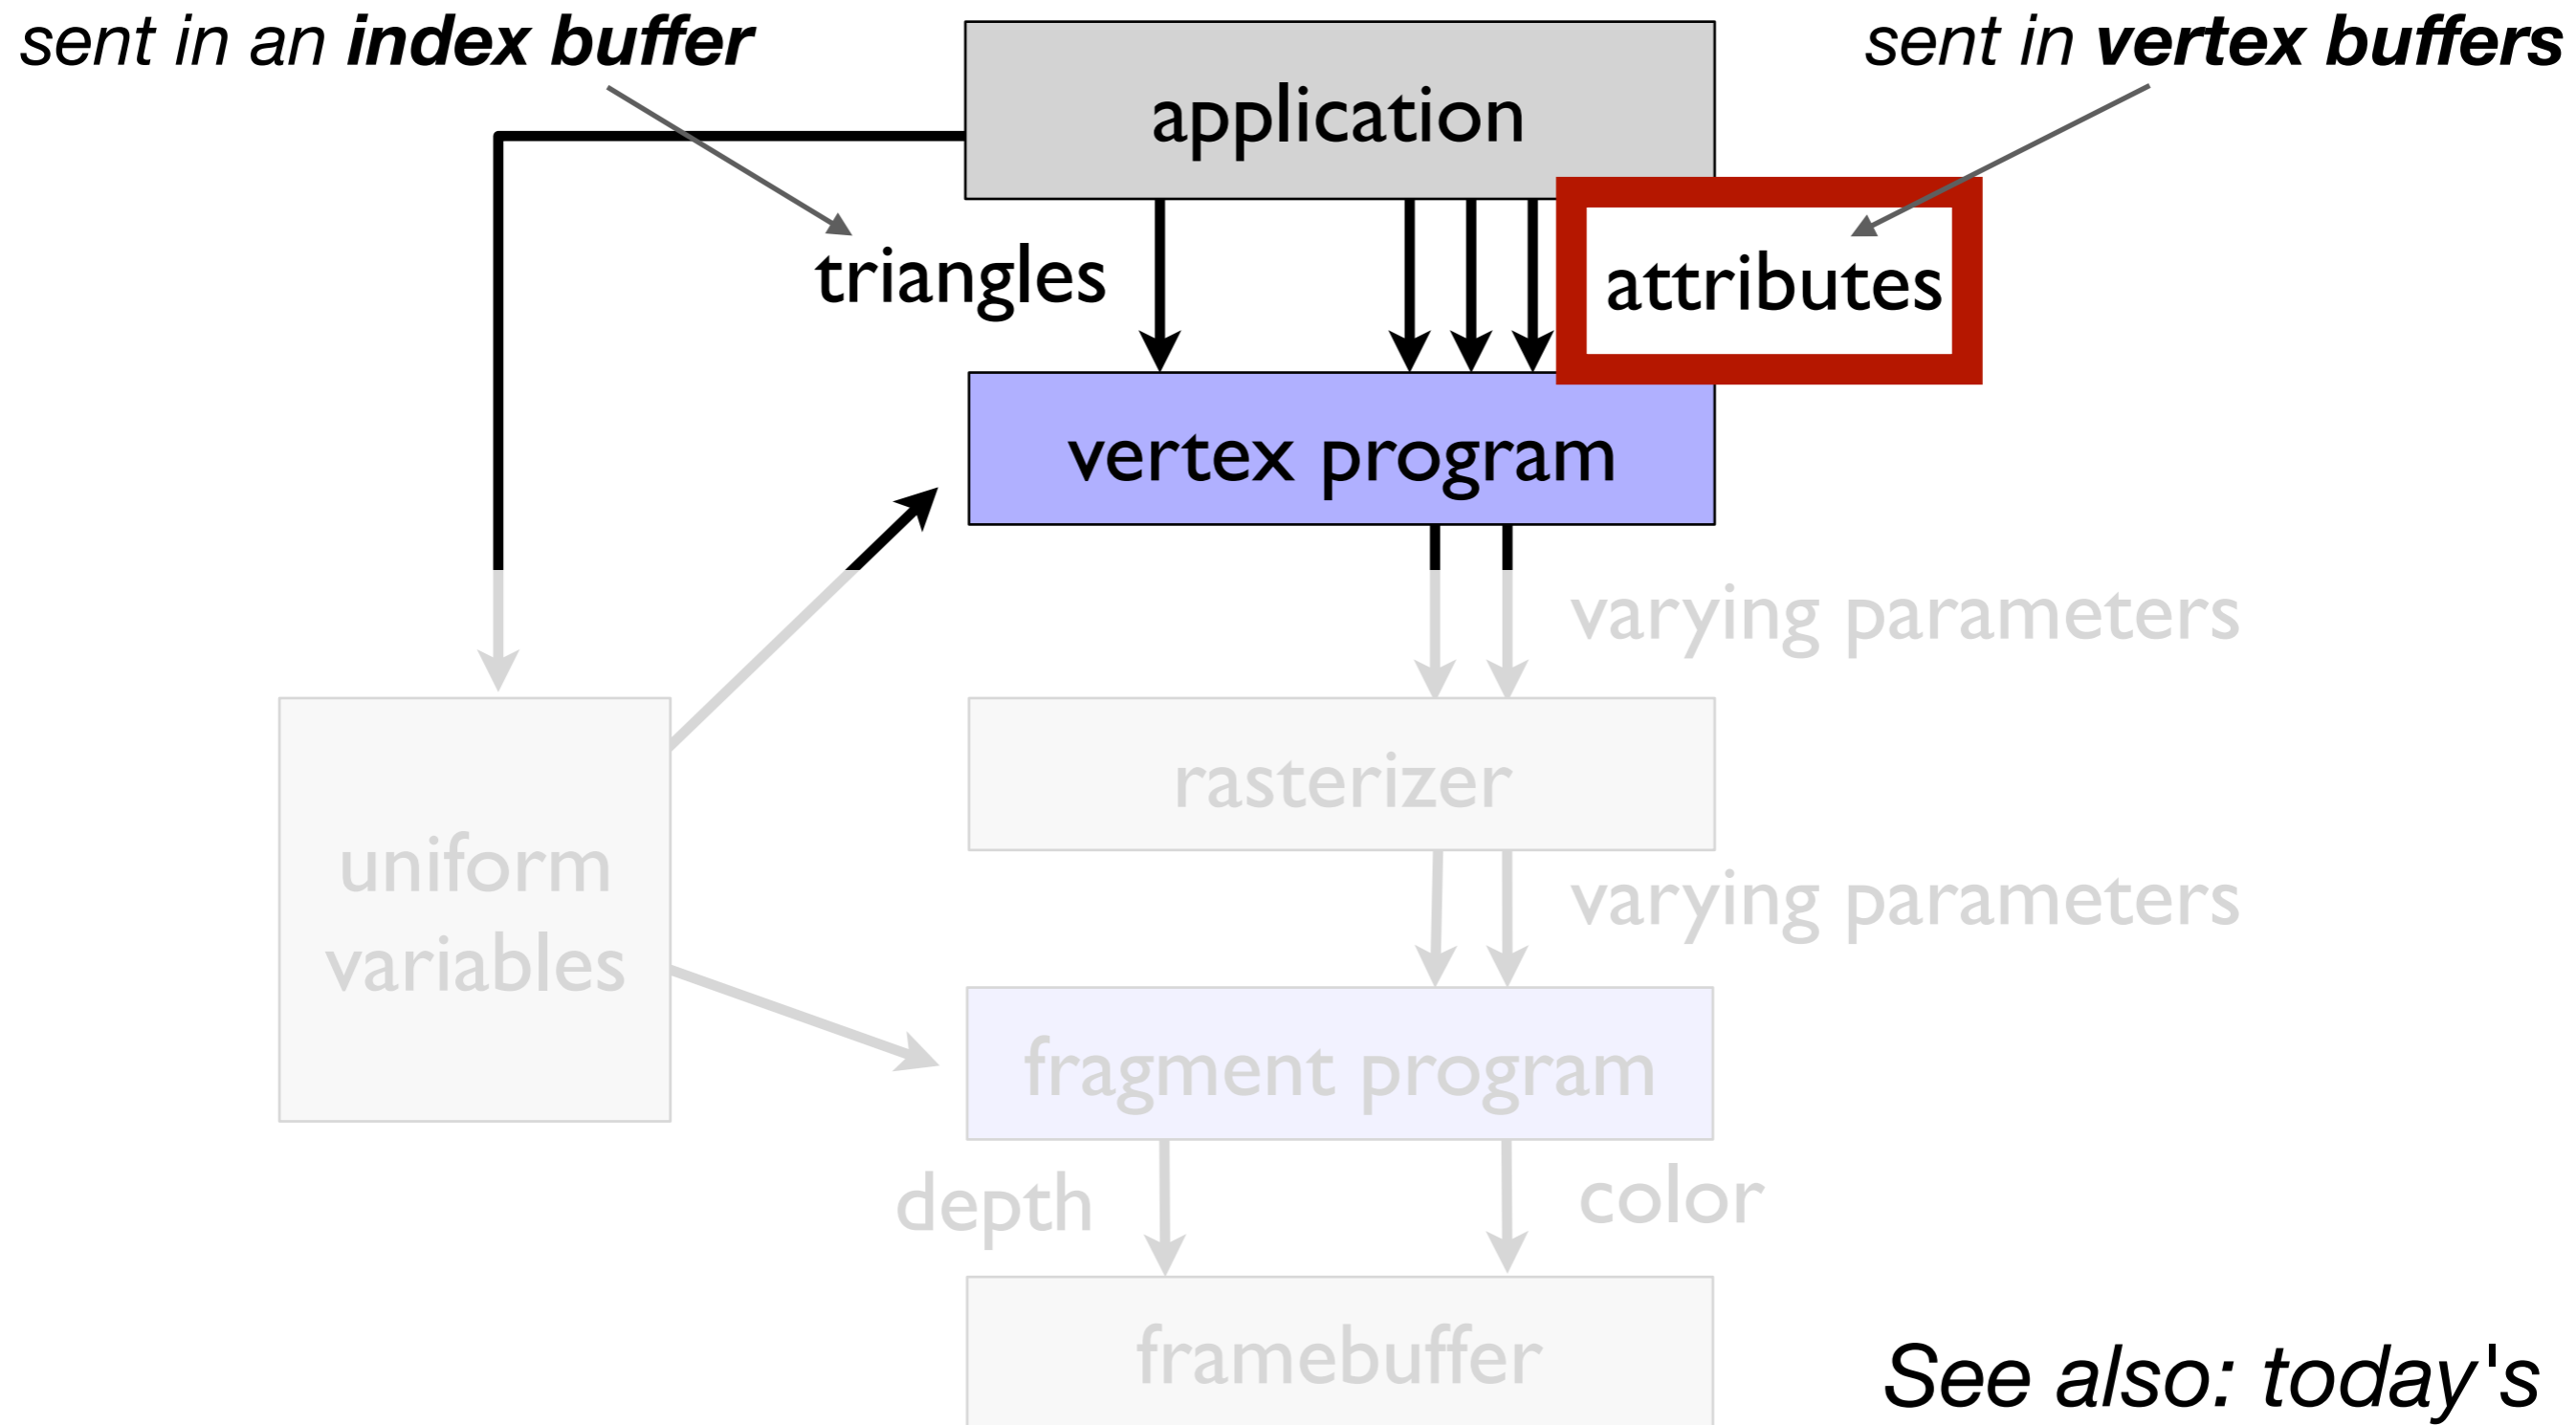 sent in an index buffer
sent in vertex buffers
application
triangles
attributes
vertex program
varying parameters
rasterizer
uniform
variables
varying parameters
fragment program
depth
color
framebuffer
See also: today's